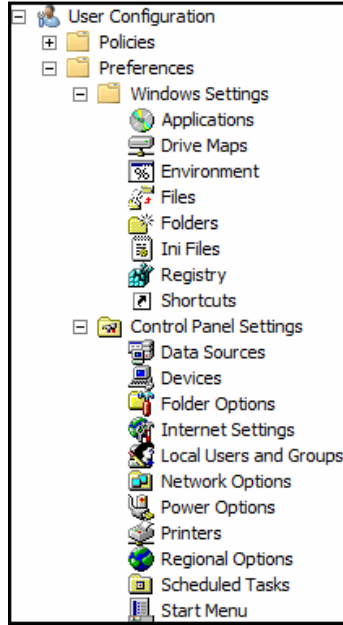 User Configuration
Policies
Preferences
Windows Settings
Applications
Drive Maps
Environment
Files
Folders
Ini Files
Registry
Shortcuts
Control Panel Settings
Data Sources
Devices
Folder Options
Internet Settings
Local Users and Groups
Network Options
Power Options
Printers
Regional Options
Scheduled Tasks
Start Menu